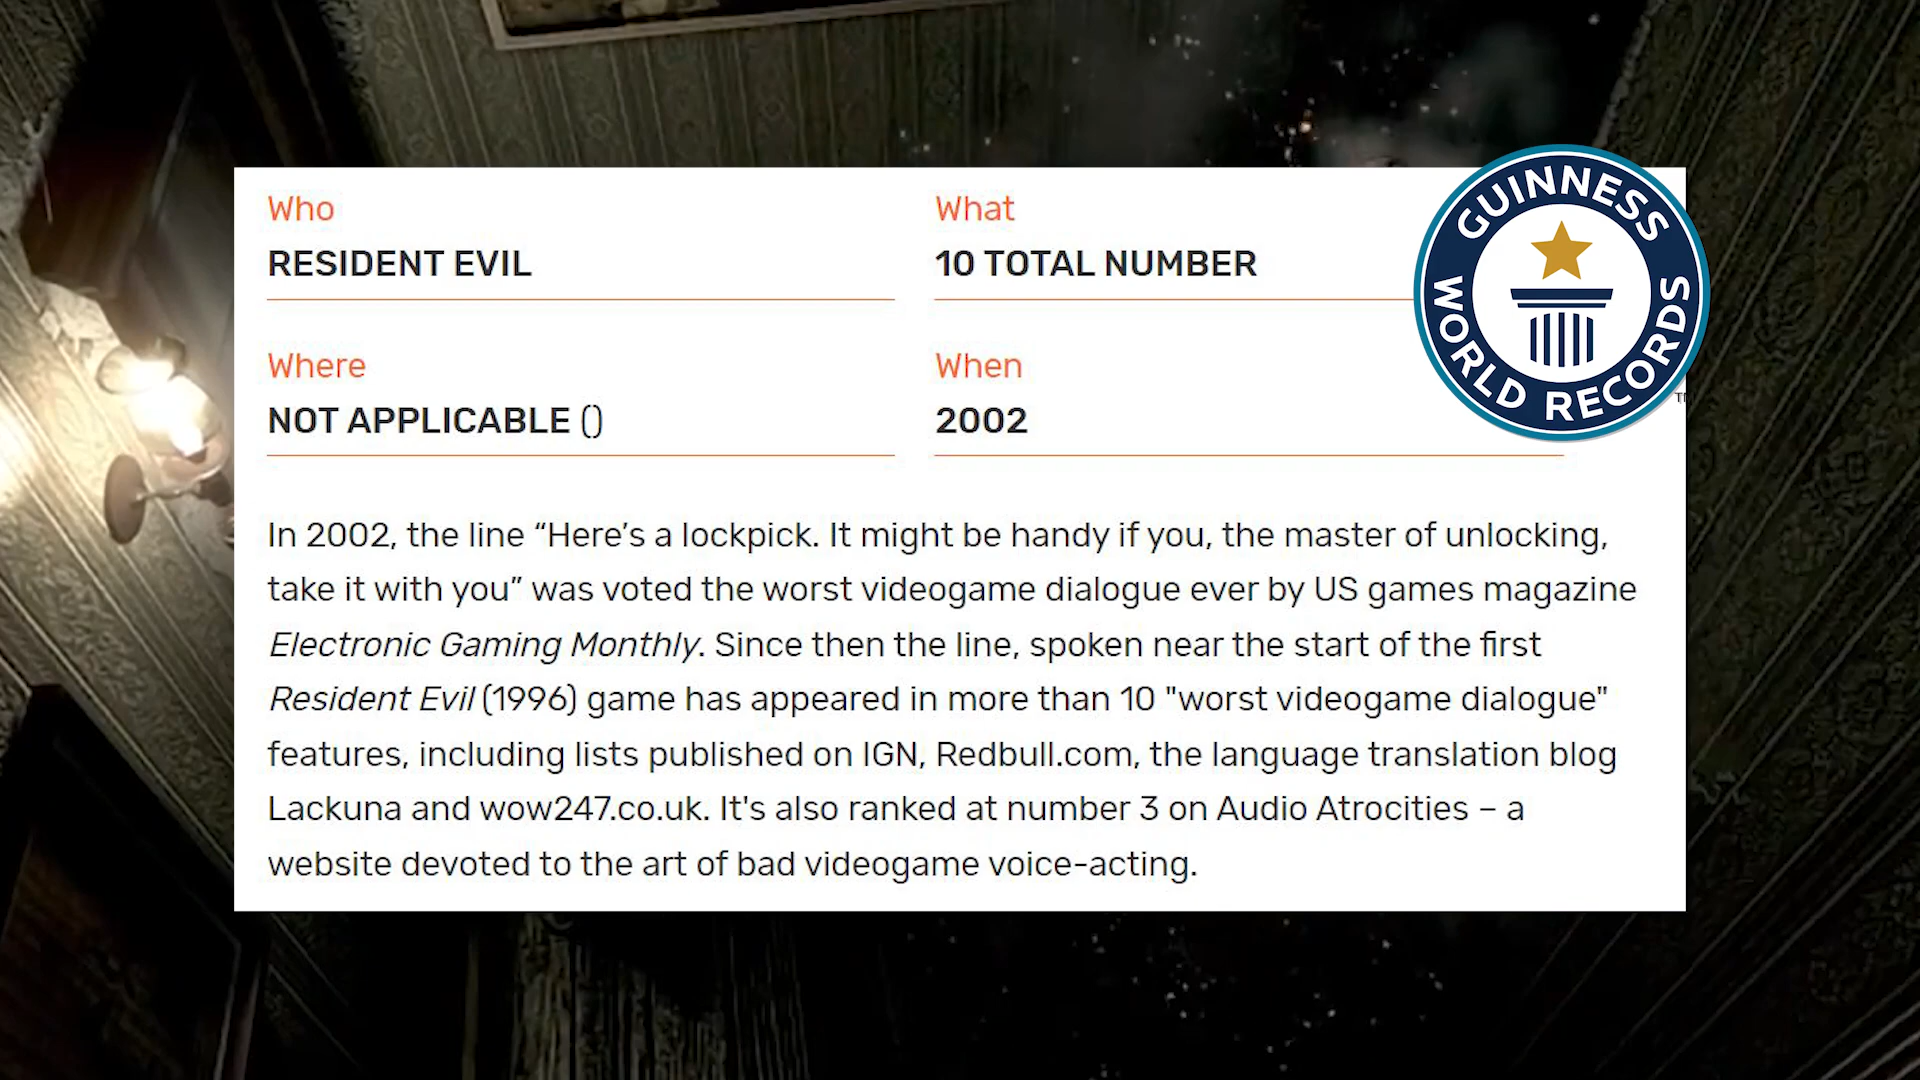 Who
RESIDENT EVIL
What
10 TOTAL NUMBER
GUINNESS
WORLD RECORDS
TM
Where
NOT APPLICABLE ()
When
2002
In 2002, the line “Here’s a lockpick. It might be handy if you, the master of unlocking,
take it with you” was voted the worst videogame dialogue ever by US games magazine
Electronic Gaming Monthly. Since then the line, spoken near the start of the first
Resident Evil (1996) game has appeared in more than 10 "worst videogame dialogue"
features, including lists published on IGN, Redbull.com, the language translation blog
Lackuna and wow247.co.uk. It's also ranked at number 3 on Audio Atrocities – a
website devoted to the art of bad videogame voice-acting.